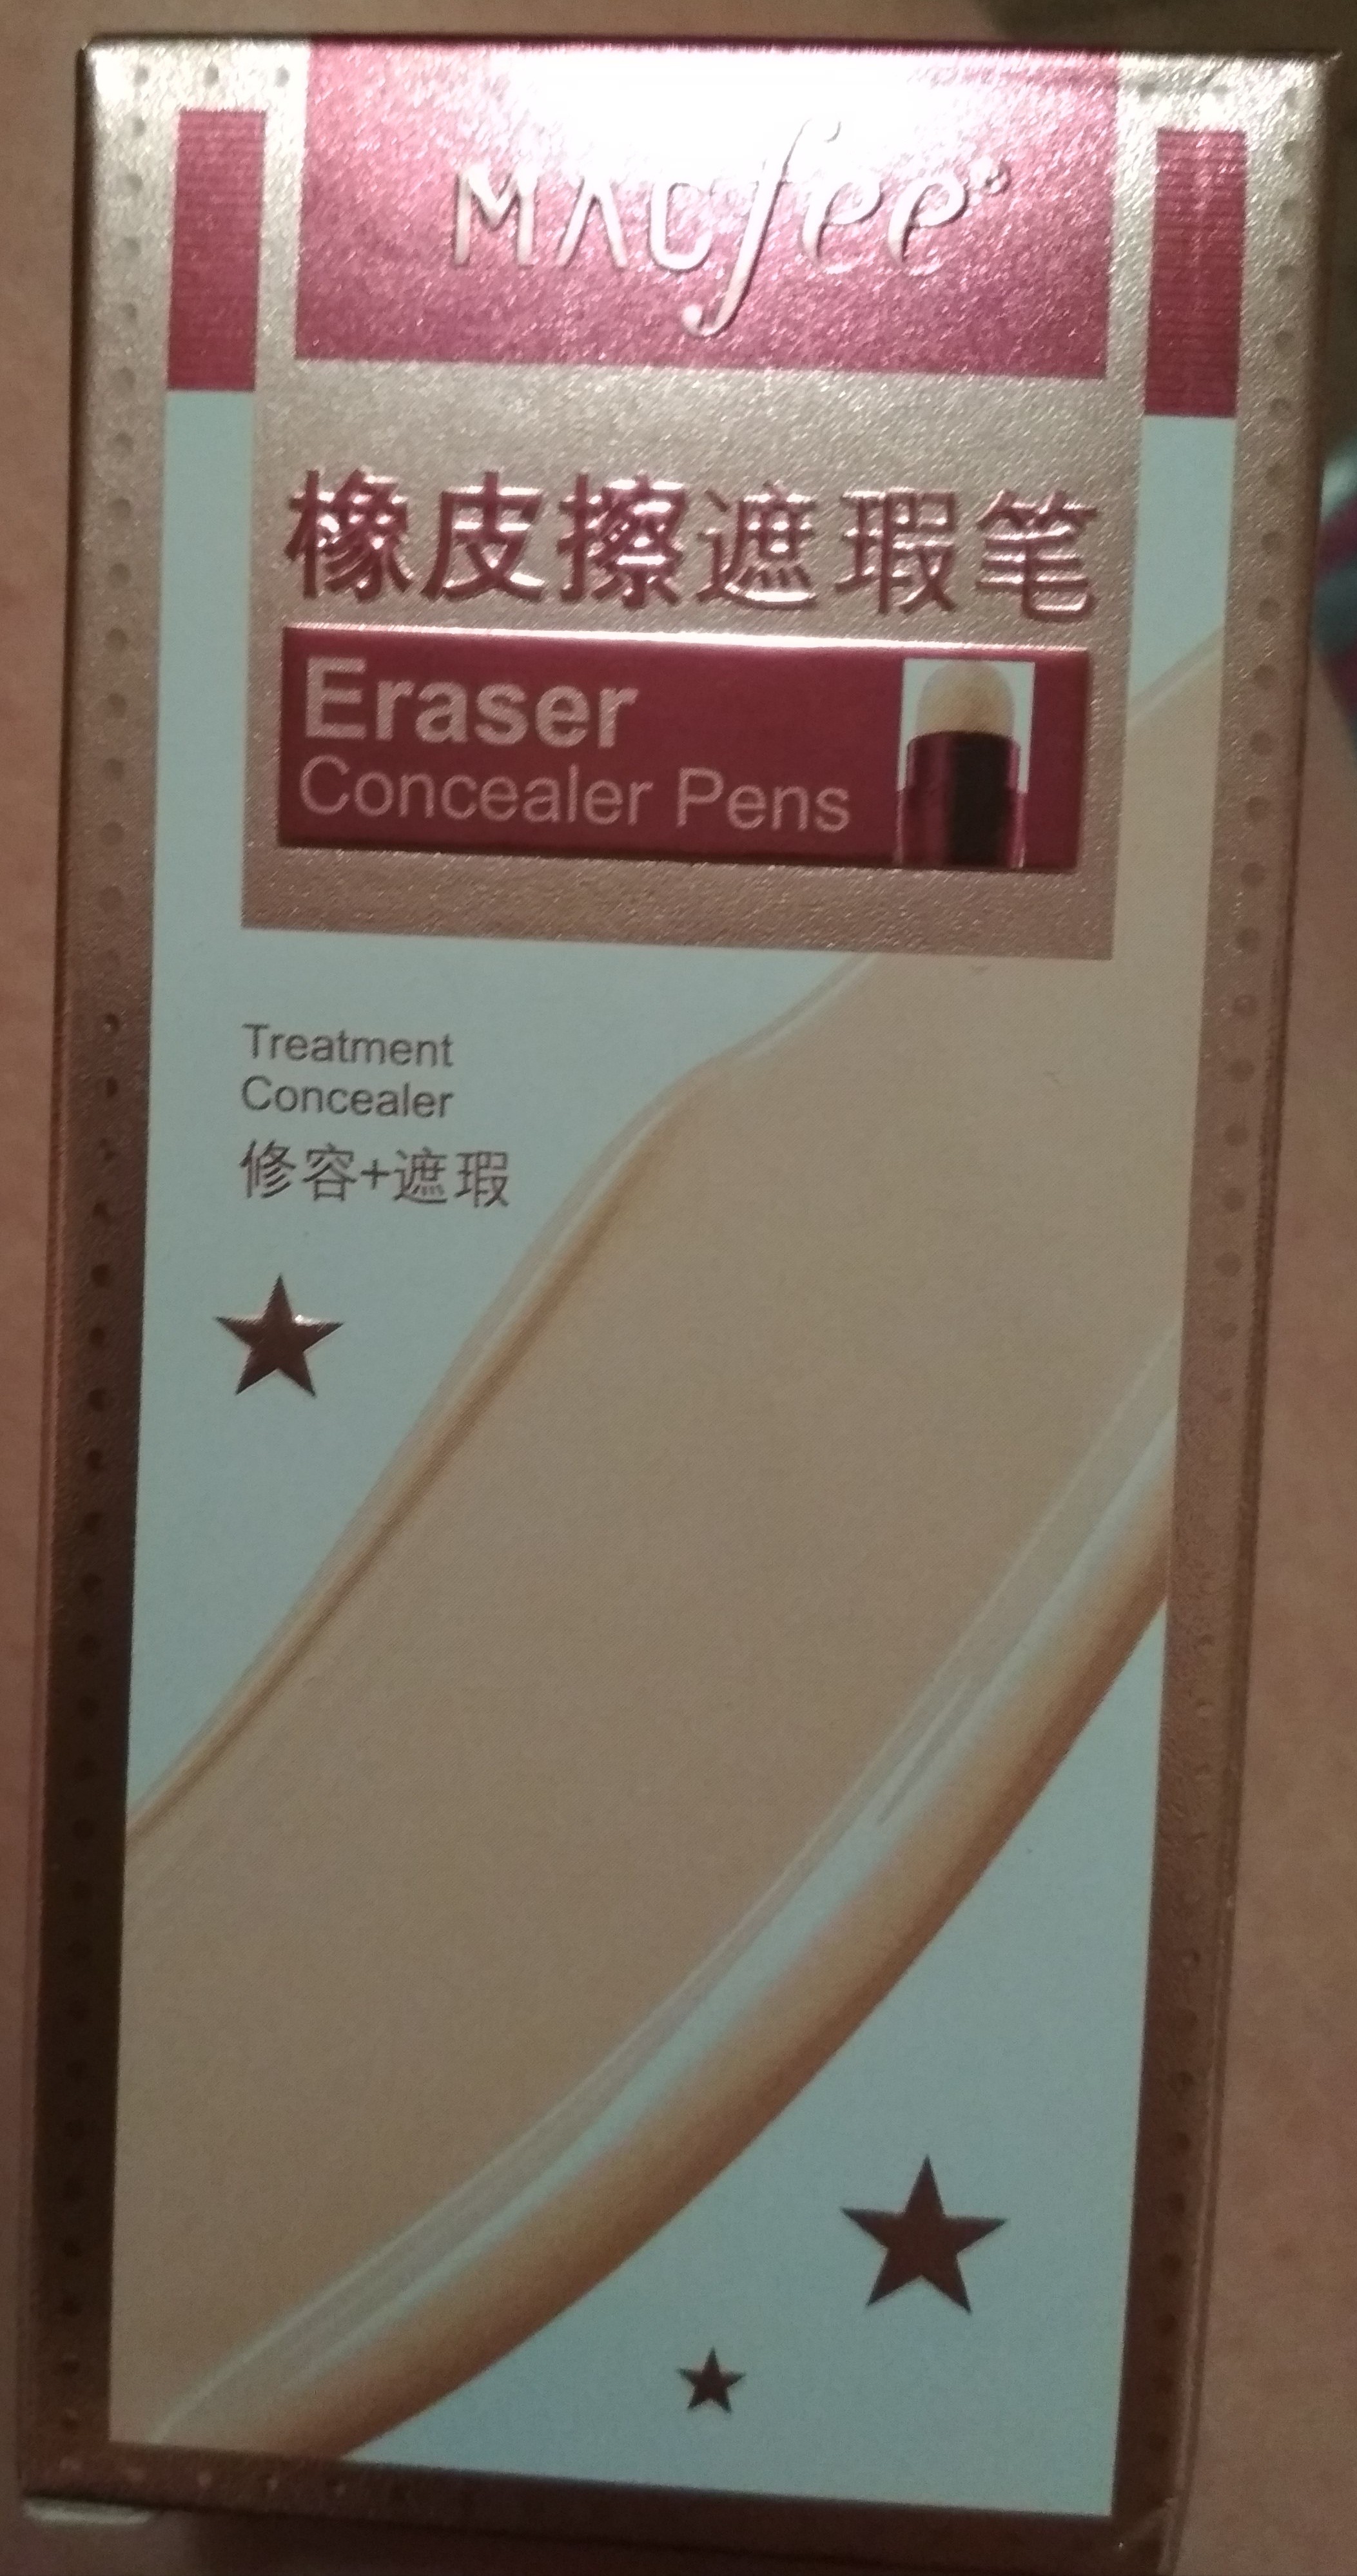 MACfee
橡皮擦遮瑕笔
Eraser
Concealer Pens
Treatment
Concealer
修容+遮瑕